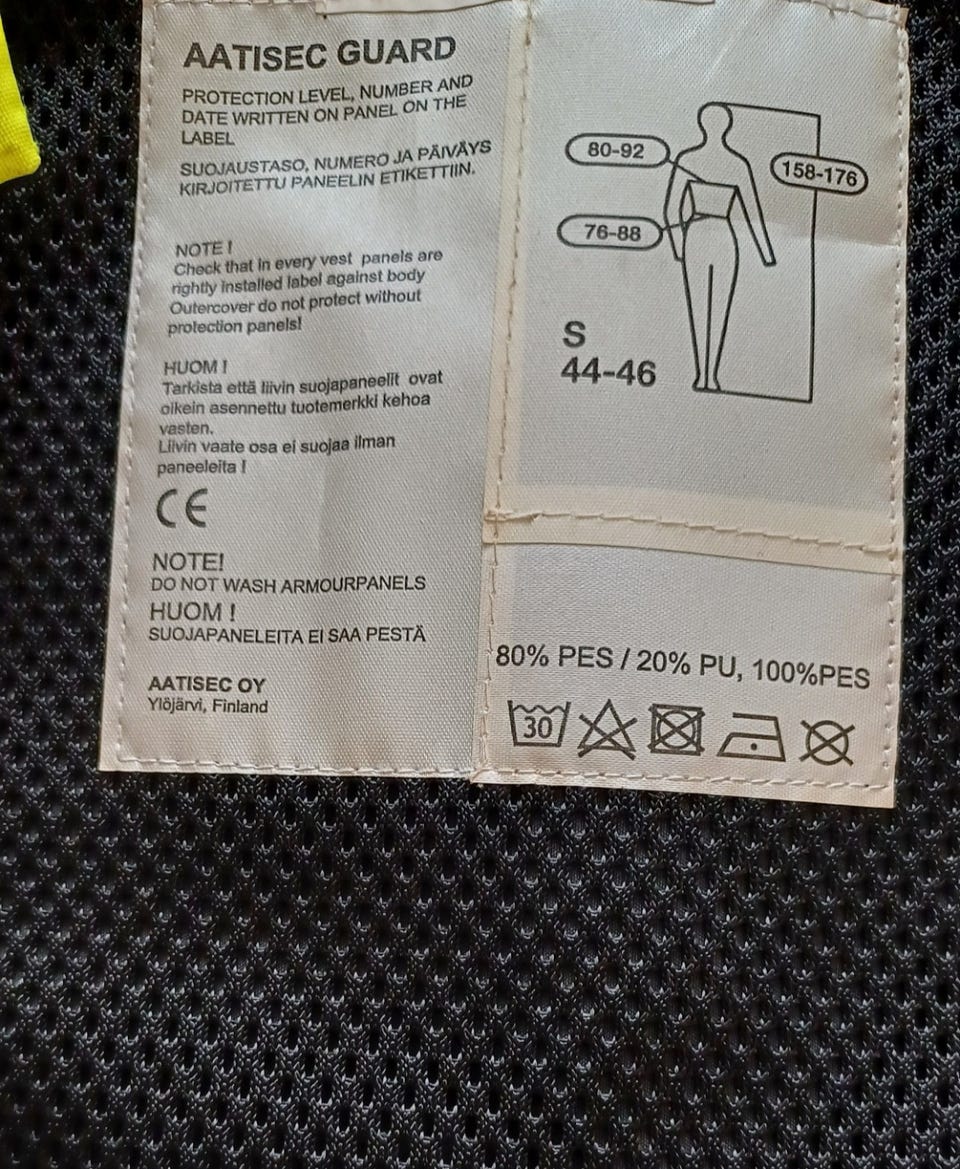 AATISEC GUARD
PROTECTION LEVEL, NUMBER AND
DATE WRITTEN ON PANEL ON THE
LABEL
SUOJAUSTASO, NUMERO JA PÄIVÄYS
KIRJOITETTU PANEELIN ETIKETTIIN.
NOTE !
Check that in every vest panels are
rightly installed label against body
Outercover do not protect without
protection panels!
HUOM !
Tarkista että liivin suojapaneelit ovat
oikein asennettu tuotemerkki kehoa
vasten.
Liivin vaate osa ei suojaa ilman
paneeleita !
CE
NOTE!
DO NOT WASH ARMOURPANELS
HUOM !
SUOJAPANELEITA EI SAA PESTÄ
AATISEC OY
Ylöjärvi, Finland
80-92
158-176
76-88
S
44-46
80% PES / 20% PU, 100%PES
30